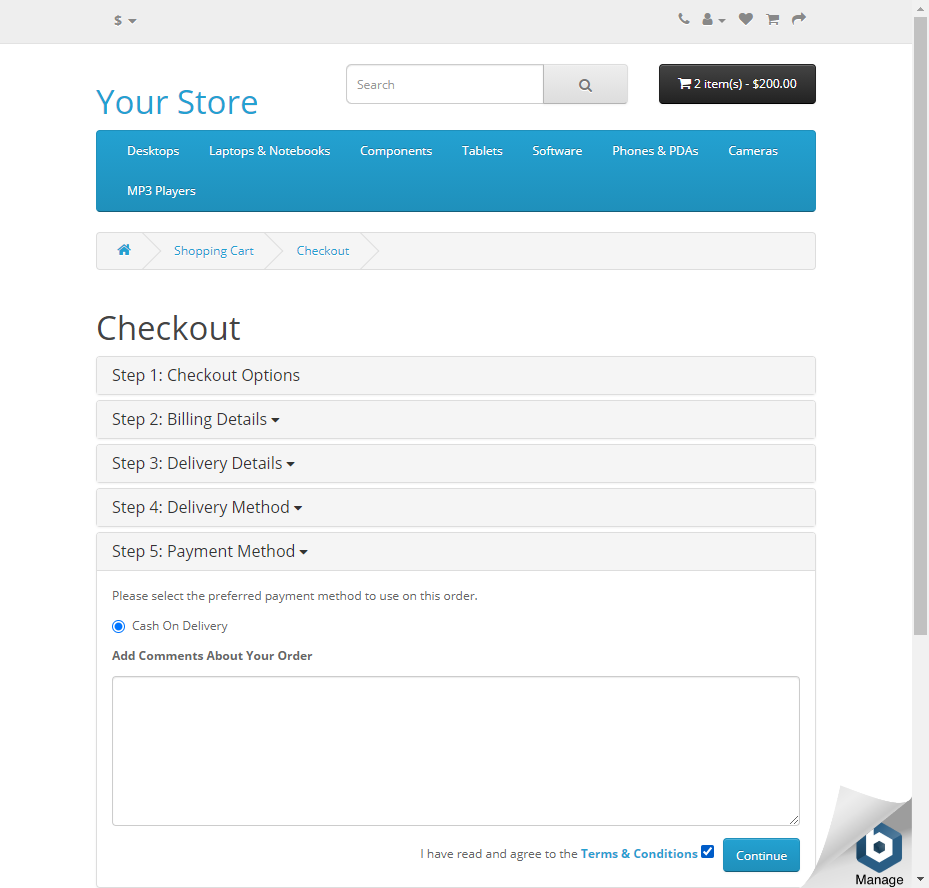 $
Your Store
Search
2 item(s) - $200.00
Desktops Laptops & Notebooks Components Tablets Software Phones & PDAs Cameras
MP3 Players
Shopping Cart Checkout
Checkout
Step 1: Checkout Options
Step 2: Billing Details
Step 3: Delivery Details
Step 4: Delivery Method
Step 5: Payment Method
Please select the preferred payment method to use on this order.
Cash On Delivery
Add Comments About Your Order
I have read and agree to the Terms & Conditions
Continue
Manage